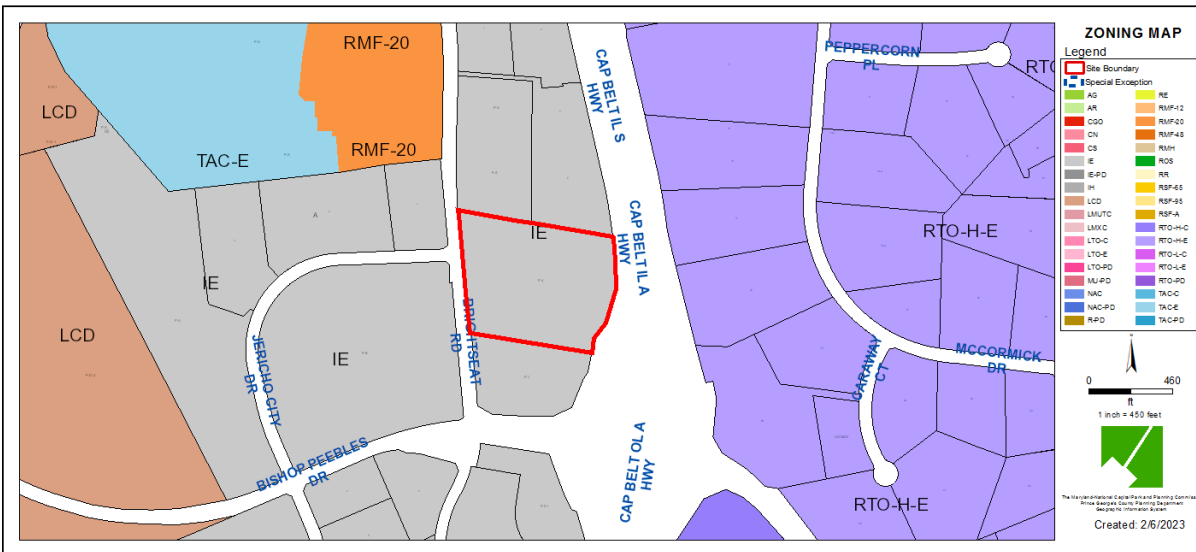 ZONING MAP
Legend
Site Boundary
Special Exception
AG
AR
CGO
CN
CS
IE
IE-PD
IH
LCD
LMUTC
LMXC
LTO-C
LTO-E
LTO-PD
MU-PD
NAC
NAC-PD
R-PD
RE
RMF-12
RMF-20
RMF-48
RMH
ROS
RR
RSF-65
RSF-95
RSF-A
RTO-H-C
RTO-H-E
RTO-L-C
RTO-L-E
RTO-PD
TAC-C
TAC-E
TAC-PD
0 460
ft
1 inch = 450 feet
The Maryland-National Capital Park and Planning Commiss
Prince George's County Planning Department
Geographic Information System
Created: 2/6/2023
RMF-20
LCD
TAC-E
RMF-20
CAP BELT IL S
HWY
PEPPERCORN
PL
RTO
IE
CAP BELT IL A
HWY
RTO-H-E
IE
LCD
IE
JERICHO CITY
DR
BRIGHTSEAT
RD
CARAWAY
CT
MCCORMICK
DR
BISHOP PEEBLES
DR
CAP BELT OL A
HWY
RTO-H-E
A